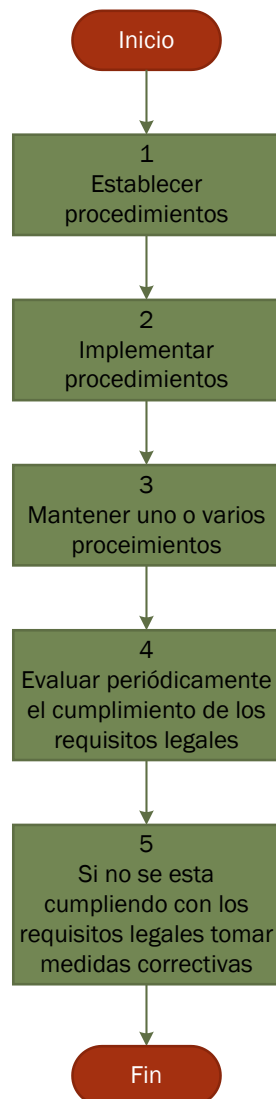 Inicio
1
Establecer
procedimientos
2
Implementar
procedimientos
3
Mantener uno o varios
proceimientos
4
Evaluar periódicamente
el cumplimiento de los
requisitos legales
5
Si no se esta
cumpliendo con los
requisitos legales tomar
medidas correctivas
Fin